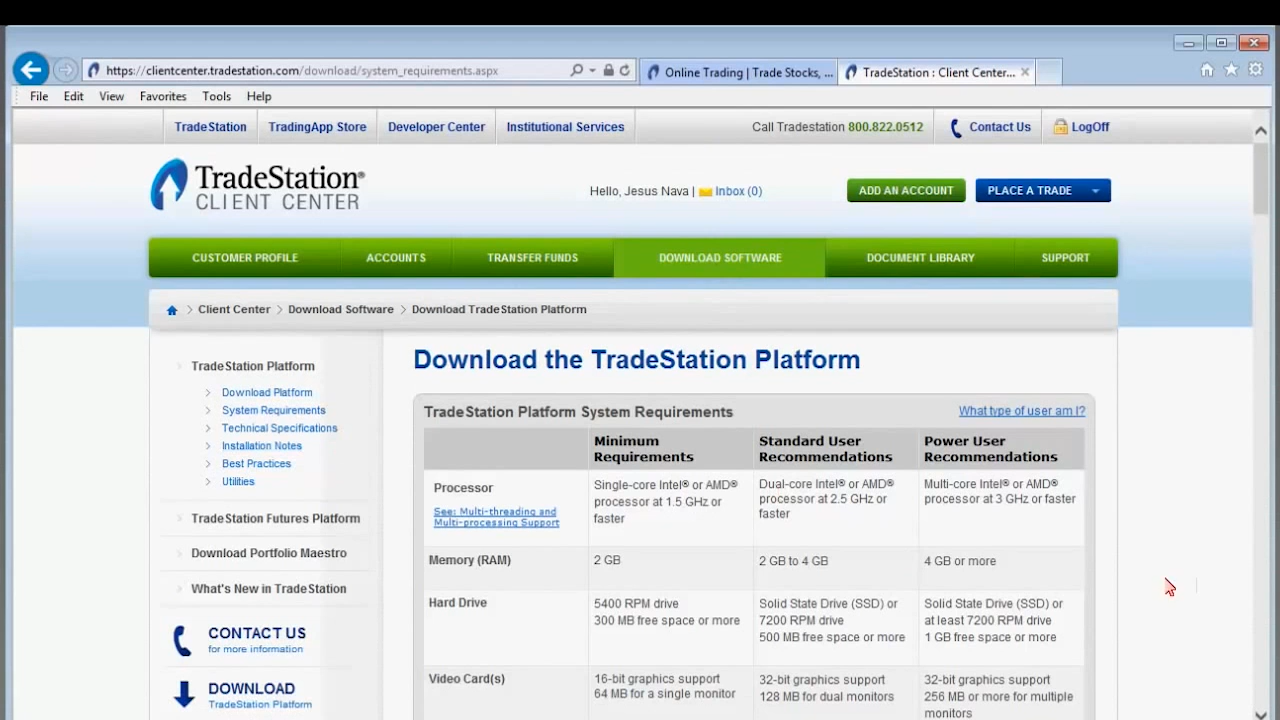 https://clientcenter.tradestation.com/download/system_requirements.aspx
Online Trading | Trade Stocks, ...
TradeStation : Client Center...
File Edit View Favorites Tools Help
TradeStation TradingApp Store Developer Center Institutional Services Call Tradestation 800.822.0512 Contact Us LogOff
TradeStation®
CLIENT CENTER
Hello, Jesus Nava | Inbox (0)
ADD AN ACCOUNT PLACE A TRADE
CUSTOMER PROFILE ACCOUNTS TRANSFER FUNDS DOWNLOAD SOFTWARE DOCUMENT LIBRARY SUPPORT
Client Center > Download Software > Download TradeStation Platform
TradeStation Platform
Download Platform
System Requirements
Technical Specifications
Installation Notes
Best Practices
Utilities
TradeStation Futures Platform
Download Portfolio Maestro
What's New in TradeStation
CONTACT US
for more information
DOWNLOAD
TradeStation Platform
Download the TradeStation Platform
TradeStation Platform System Requirements
What type of user am I?
Minimum
Requirements
Standard User
Recommendations
Power User
Recommendations
Processor
See: Multi-threading and
Multi-processing Support
Single-core Intel® or AMD®
processor at 1.5 GHz or
faster
Dual-core Intel® or AMD®
processor at 2.5 GHz or
faster
Multi-core Intel® or AMD®
processor at 3 GHz or faster
Memory (RAM)
2 GB
2 GB to 4 GB
4 GB or more
Hard Drive
5400 RPM drive
300 MB free space or more
Solid State Drive (SSD) or
7200 RPM drive
500 MB free space or more
Solid State Drive (SSD) or
at least 7200 RPM drive
1 GB free space or more
Video Card(s)
16-bit graphics support
64 MB for a single monitor
32-bit graphics support
128 MB for dual monitors
32-bit graphics support
256 MB or more for multiple
monitors